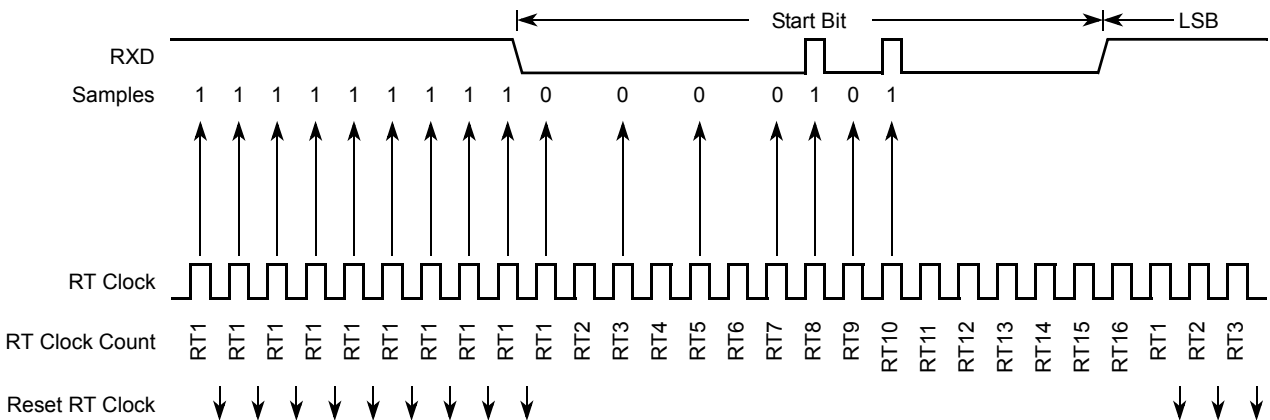 Start Bit LSB
RXD
Samples 1 1 1 1 1 1 1 1 1 0 0 0 0 1 0 1
RT Clock
RT Clock Count RT1 RT1 RT1 RT1 RT1 RT1 RT1 RT1 RT1 RT1 RT2 RT3 RT4 RT5 RT6 RT7 RT8 RT9 RT10 RT11 RT12 RT13 RT14 RT15 RT16 RT1 RT2 RT3
Reset RT Clock